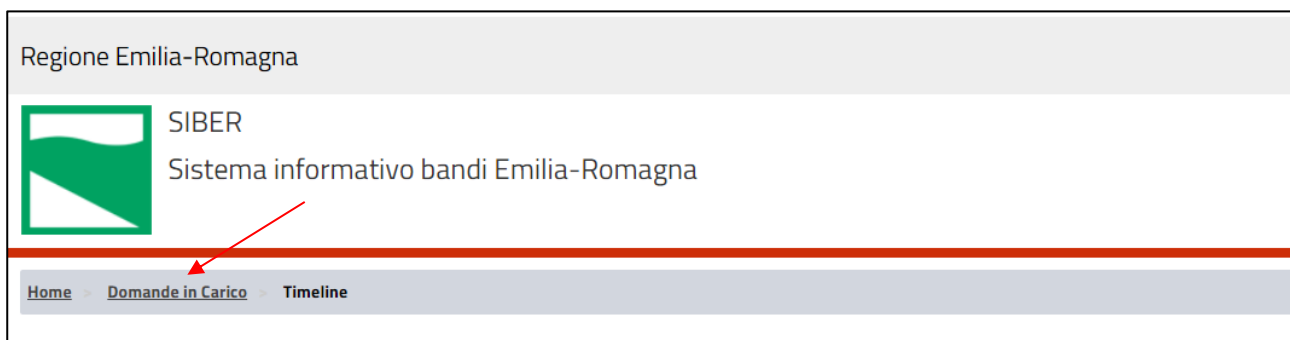 Regione Emilia-Romagna
SIBER
Sistema informativo bandi Emilia-Romagna
Home > Domande in Carico > Timeline